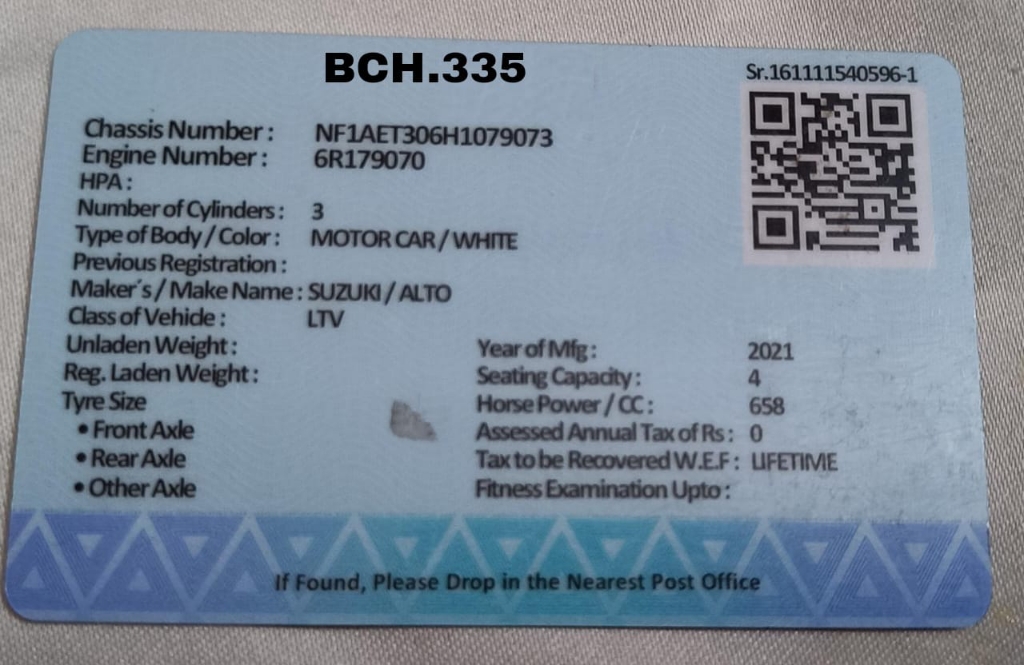 BCH.335
Sr.161111540596-1
Chassis Number : NF1AET306H1079073
Engine Number : 6R179070
HPA :
Number of Cylinders : 3
Type of Body / Color : MOTOR CAR / WHITE
Previous Registration :
Maker's / Make Name : SUZUKI / ALTO
Class of Vehicle : LTV
Unladen Weight :
Reg. Laden Weight :
Tyre Size
• Front Axle
• Rear Axle
• Other Axle
Year of Mfg : 2021
Seating Capacity : 4
Horse Power / CC : 658
Assessed Annual Tax of Rs : 0
Tax to be Recovered W.E.F : LIFETIME
Fitness Examination Upto :
If Found, Please Drop in the Nearest Post Office